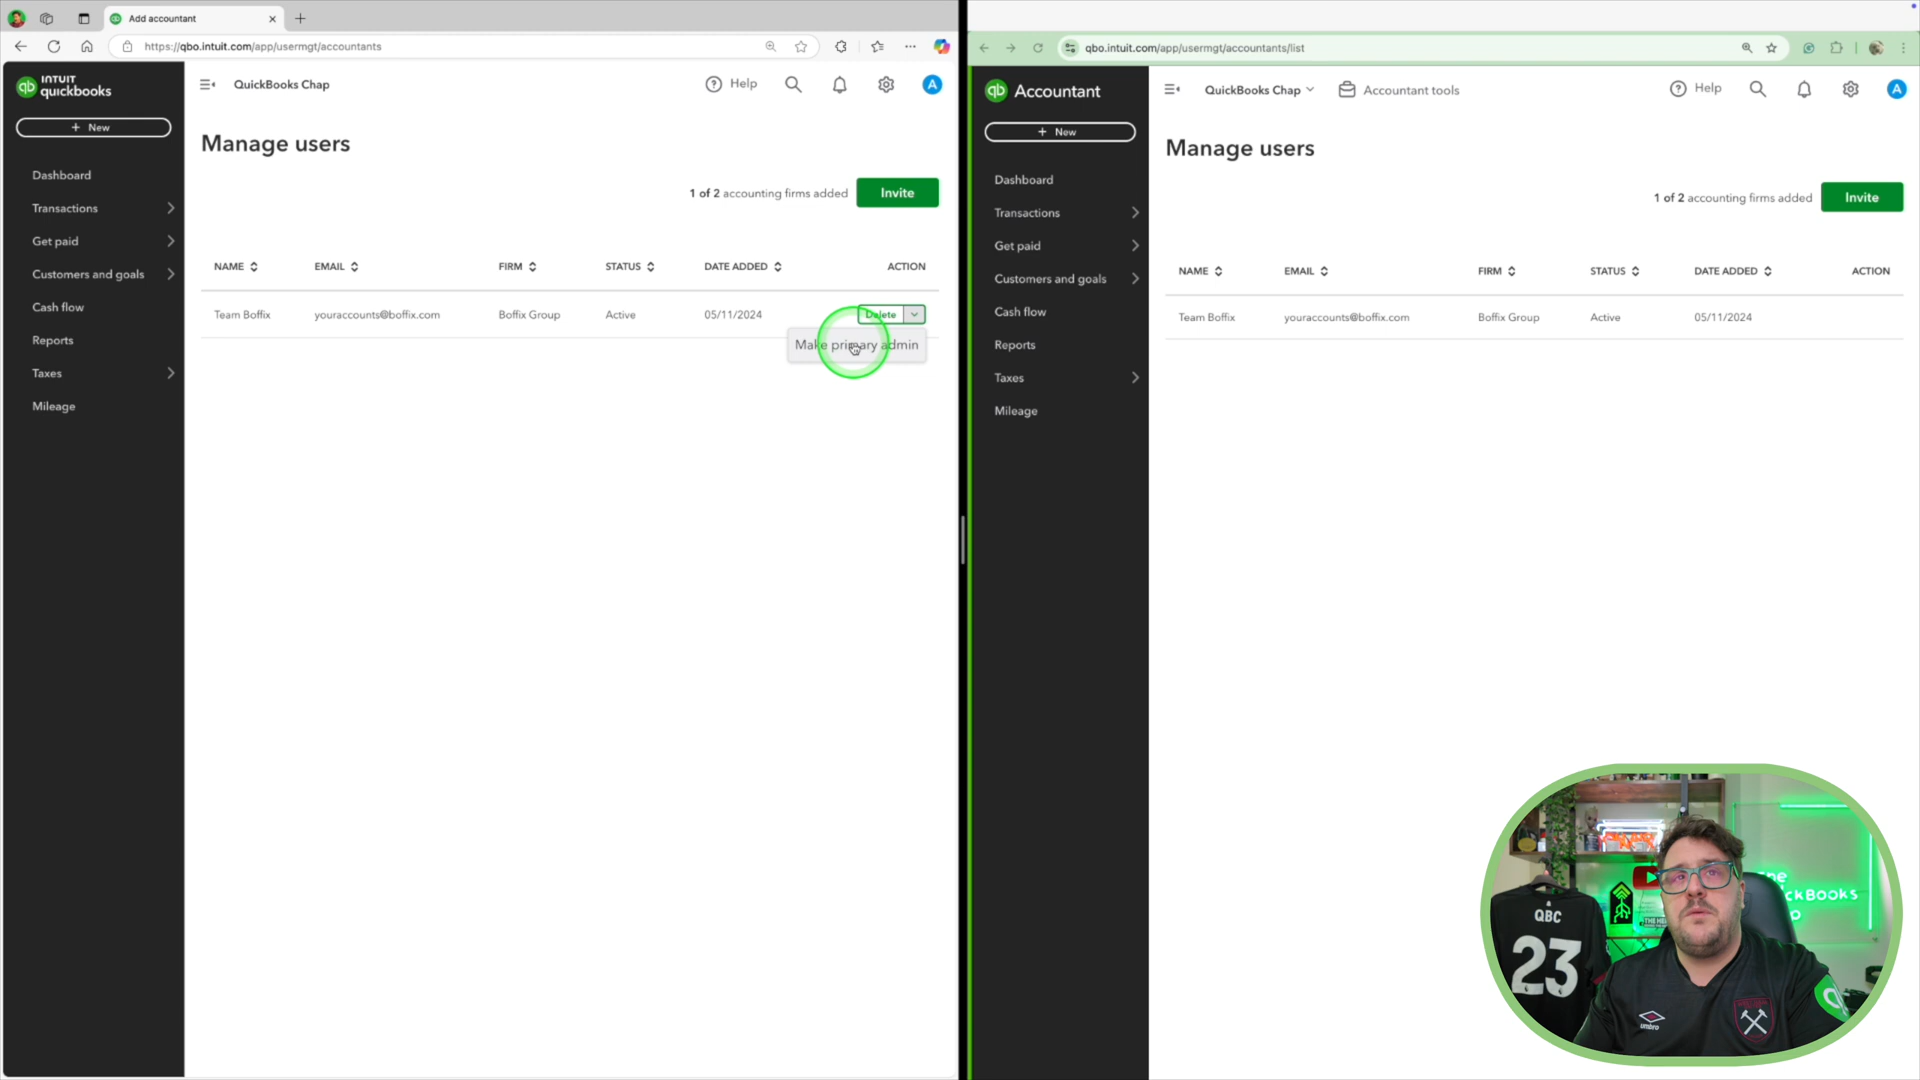 Add accountant
https://qbo.intuit.com/app/usermgt/accountants
INTUIT
quickbooks
QuickBooks Chap
Help
A
+ New
Dashboard
Transactions
Get paid
Customers and goals
Cash flow
Reports
Taxes
Mileage
Manage users
1 of 2 accounting firms added
Invite
NAME EMAIL FIRM STATUS DATE ADDED ACTION
Team Boffix youraccounts@boffix.com Boffix Group Active 05/11/2024 Delete
Make primary admin
qbo.intuit.com/app/usermgt/accountants/list
qb Accountant
QuickBooks Chap
Accountant tools
Help
A
+ New
Dashboard
Transactions
Get paid
Customers and goals
Cash flow
Reports
Taxes
Mileage
Manage users
1 of 2 accounting firms added
Invite
NAME EMAIL FIRM STATUS DATE ADDED ACTION
Team Boffix youraccounts@boffix.com Boffix Group Active 05/11/2024
QBC
23
umbro